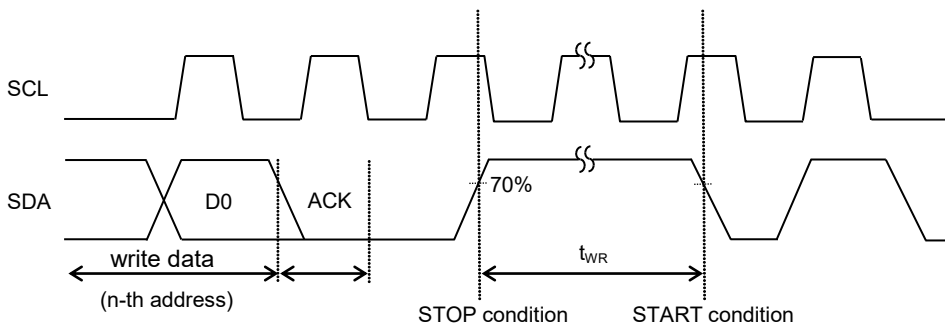 SCL
SDA
D0
ACK
70%
write data
(n-th address)
tWR
STOP condition
START condition